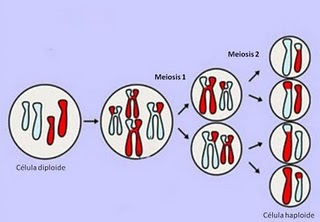 Meiosis 1
Meiosis 2
Célula diploide
Célula haploide